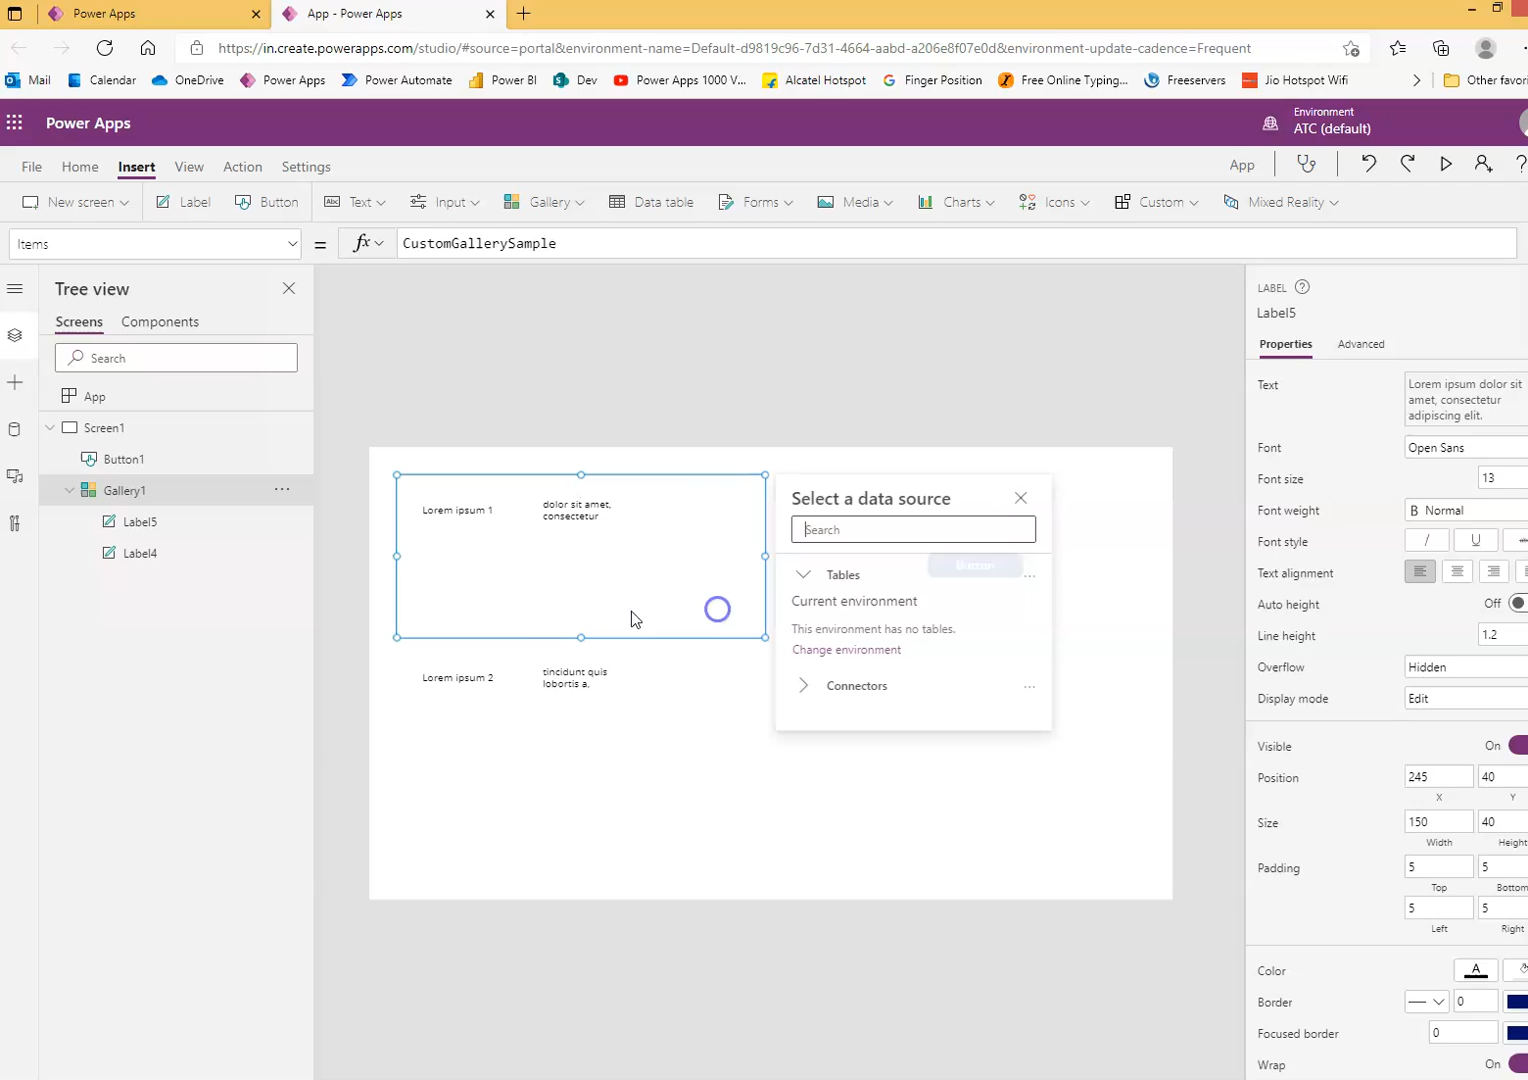 Power Apps
App - Power Apps
https://in.create.powerapps.com/studio/#source=portal&environment-name=Default-d9819c96-7d31-4664-aabd-a206e8f07e0d&environment-update-cadence=Frequent
Mail Calendar OneDrive Power Apps Power Automate Power BI Dev Power Apps 1000 V... Alcatel Hotspot Finger Position Free Online Typing... Freeservers Jio Hotspot Wifi Other favori
Power Apps
Environment
ATC (default)
File Home Insert View Action Settings App
New screen Label Button Text Input Gallery Data table Forms Media Charts Icons Custom Mixed Reality
Items = fx CustomGallerySample
Tree view
Screens Components
Search
App
Screen1
Button1
Gallery1
Label5
Label4
Lorem ipsum 1
dolor sit amet,
consectetur
Lorem ipsum 2
tincidunt quis
lobortis a,
Select a data source
Search
Tables
Button
Current environment
This environment has no tables.
Change environment
Connectors
LABEL
Label5
Properties Advanced
Text
Lorem ipsum dolor sit
amet, consectetur
adipiscing elit.
Font Open Sans
Font size 13
Font weight B Normal
Font style / U
Text alignment
Auto height Off
Line height 1.2
Overflow Hidden
Display mode Edit
Visible On
Position 245 40
X Y
Size 150 40
Width Height
Padding 5 5
Top Bottom
5 5
Left Right
Color A
Border 0
Focused border 0
Wrap On